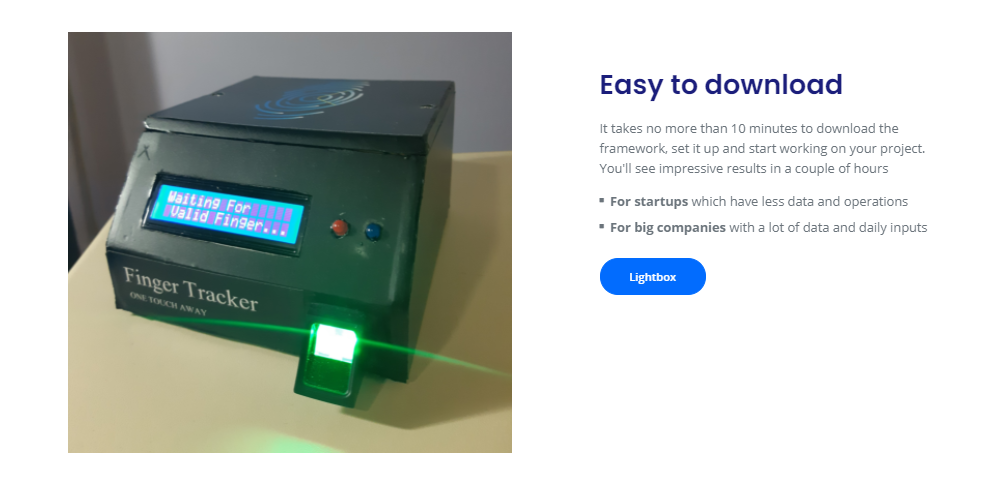 Waiting For
Valid Finger...
Finger Tracker
ONE TOUCH AWAY
Easy to download
It takes no more than 10 minutes to download the
framework, set it up and start working on your project.
You'll see impressive results in a couple of hours
For startups which have less data and operations
For big companies with a lot of data and daily inputs
Lightbox